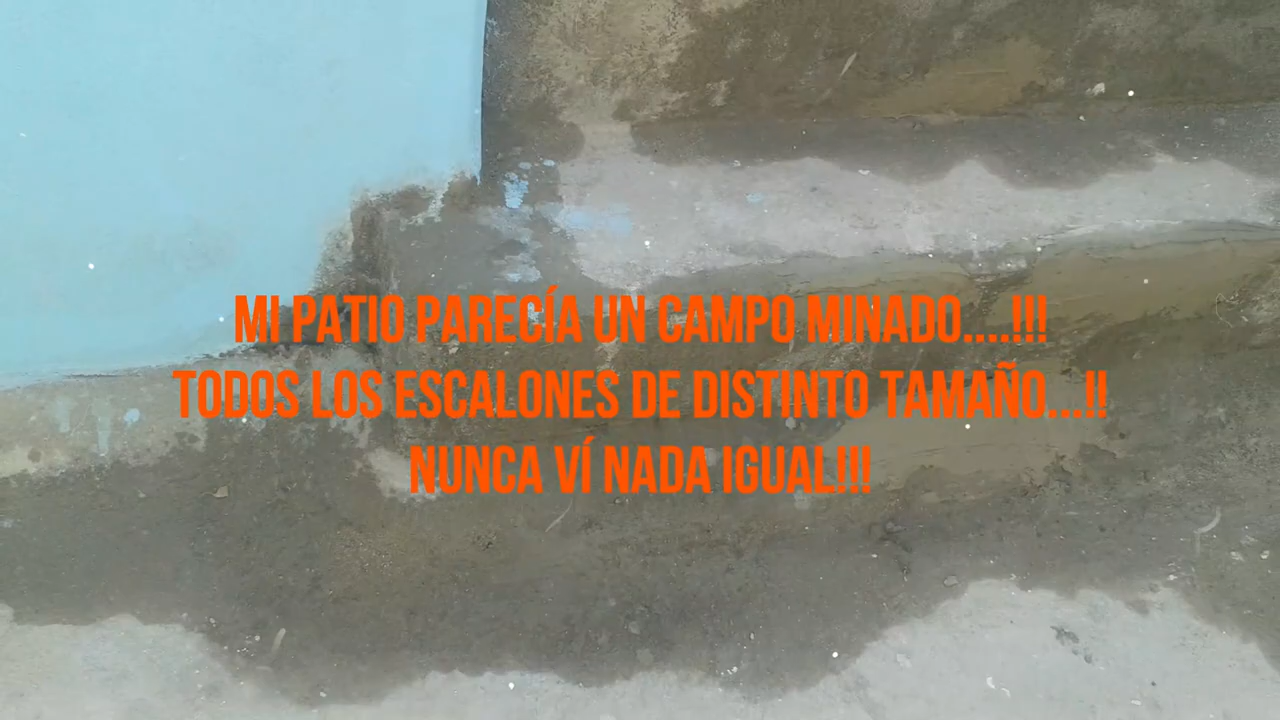 MI PATIO PARECÍA UN CAMPO MINADO....!!!
TODOS LOS ESCALONES DE DISTINTO TAMAÑO...!!
NUNCA VÍ NADA IGUAL!!!